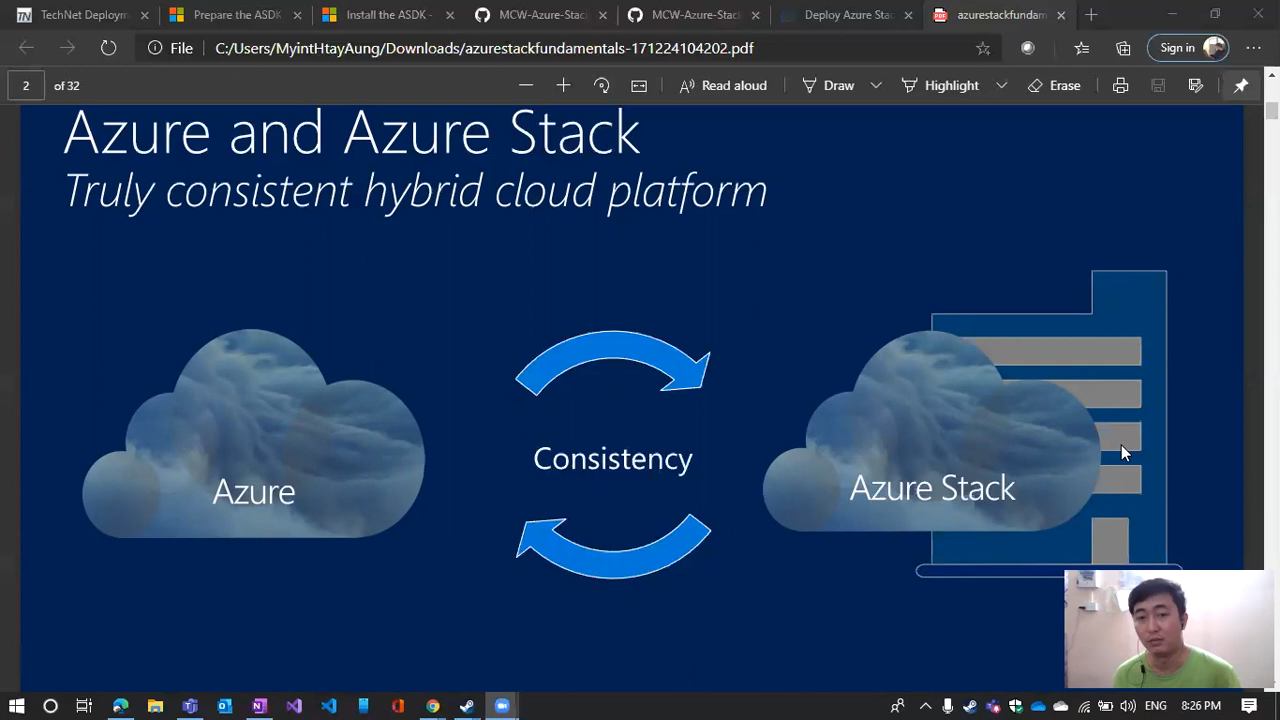 TechNet Deployme
Prepare the ASDK
Install the ASDK -
MCW-Azure-Stac
MCW-Azure-Stack
Deploy Azure Stac
azurestackfundam
File
C:/Users/MyintHtayAung/Downloads/azurestackfundamentals-171224104202.pdf
Sign in
2
of 32
Read aloud
Draw
Highlight
Erase
Azure and Azure Stack
Truly consistent hybrid cloud platform
Azure
Consistency
Azure Stack
ENG
8:26 PM